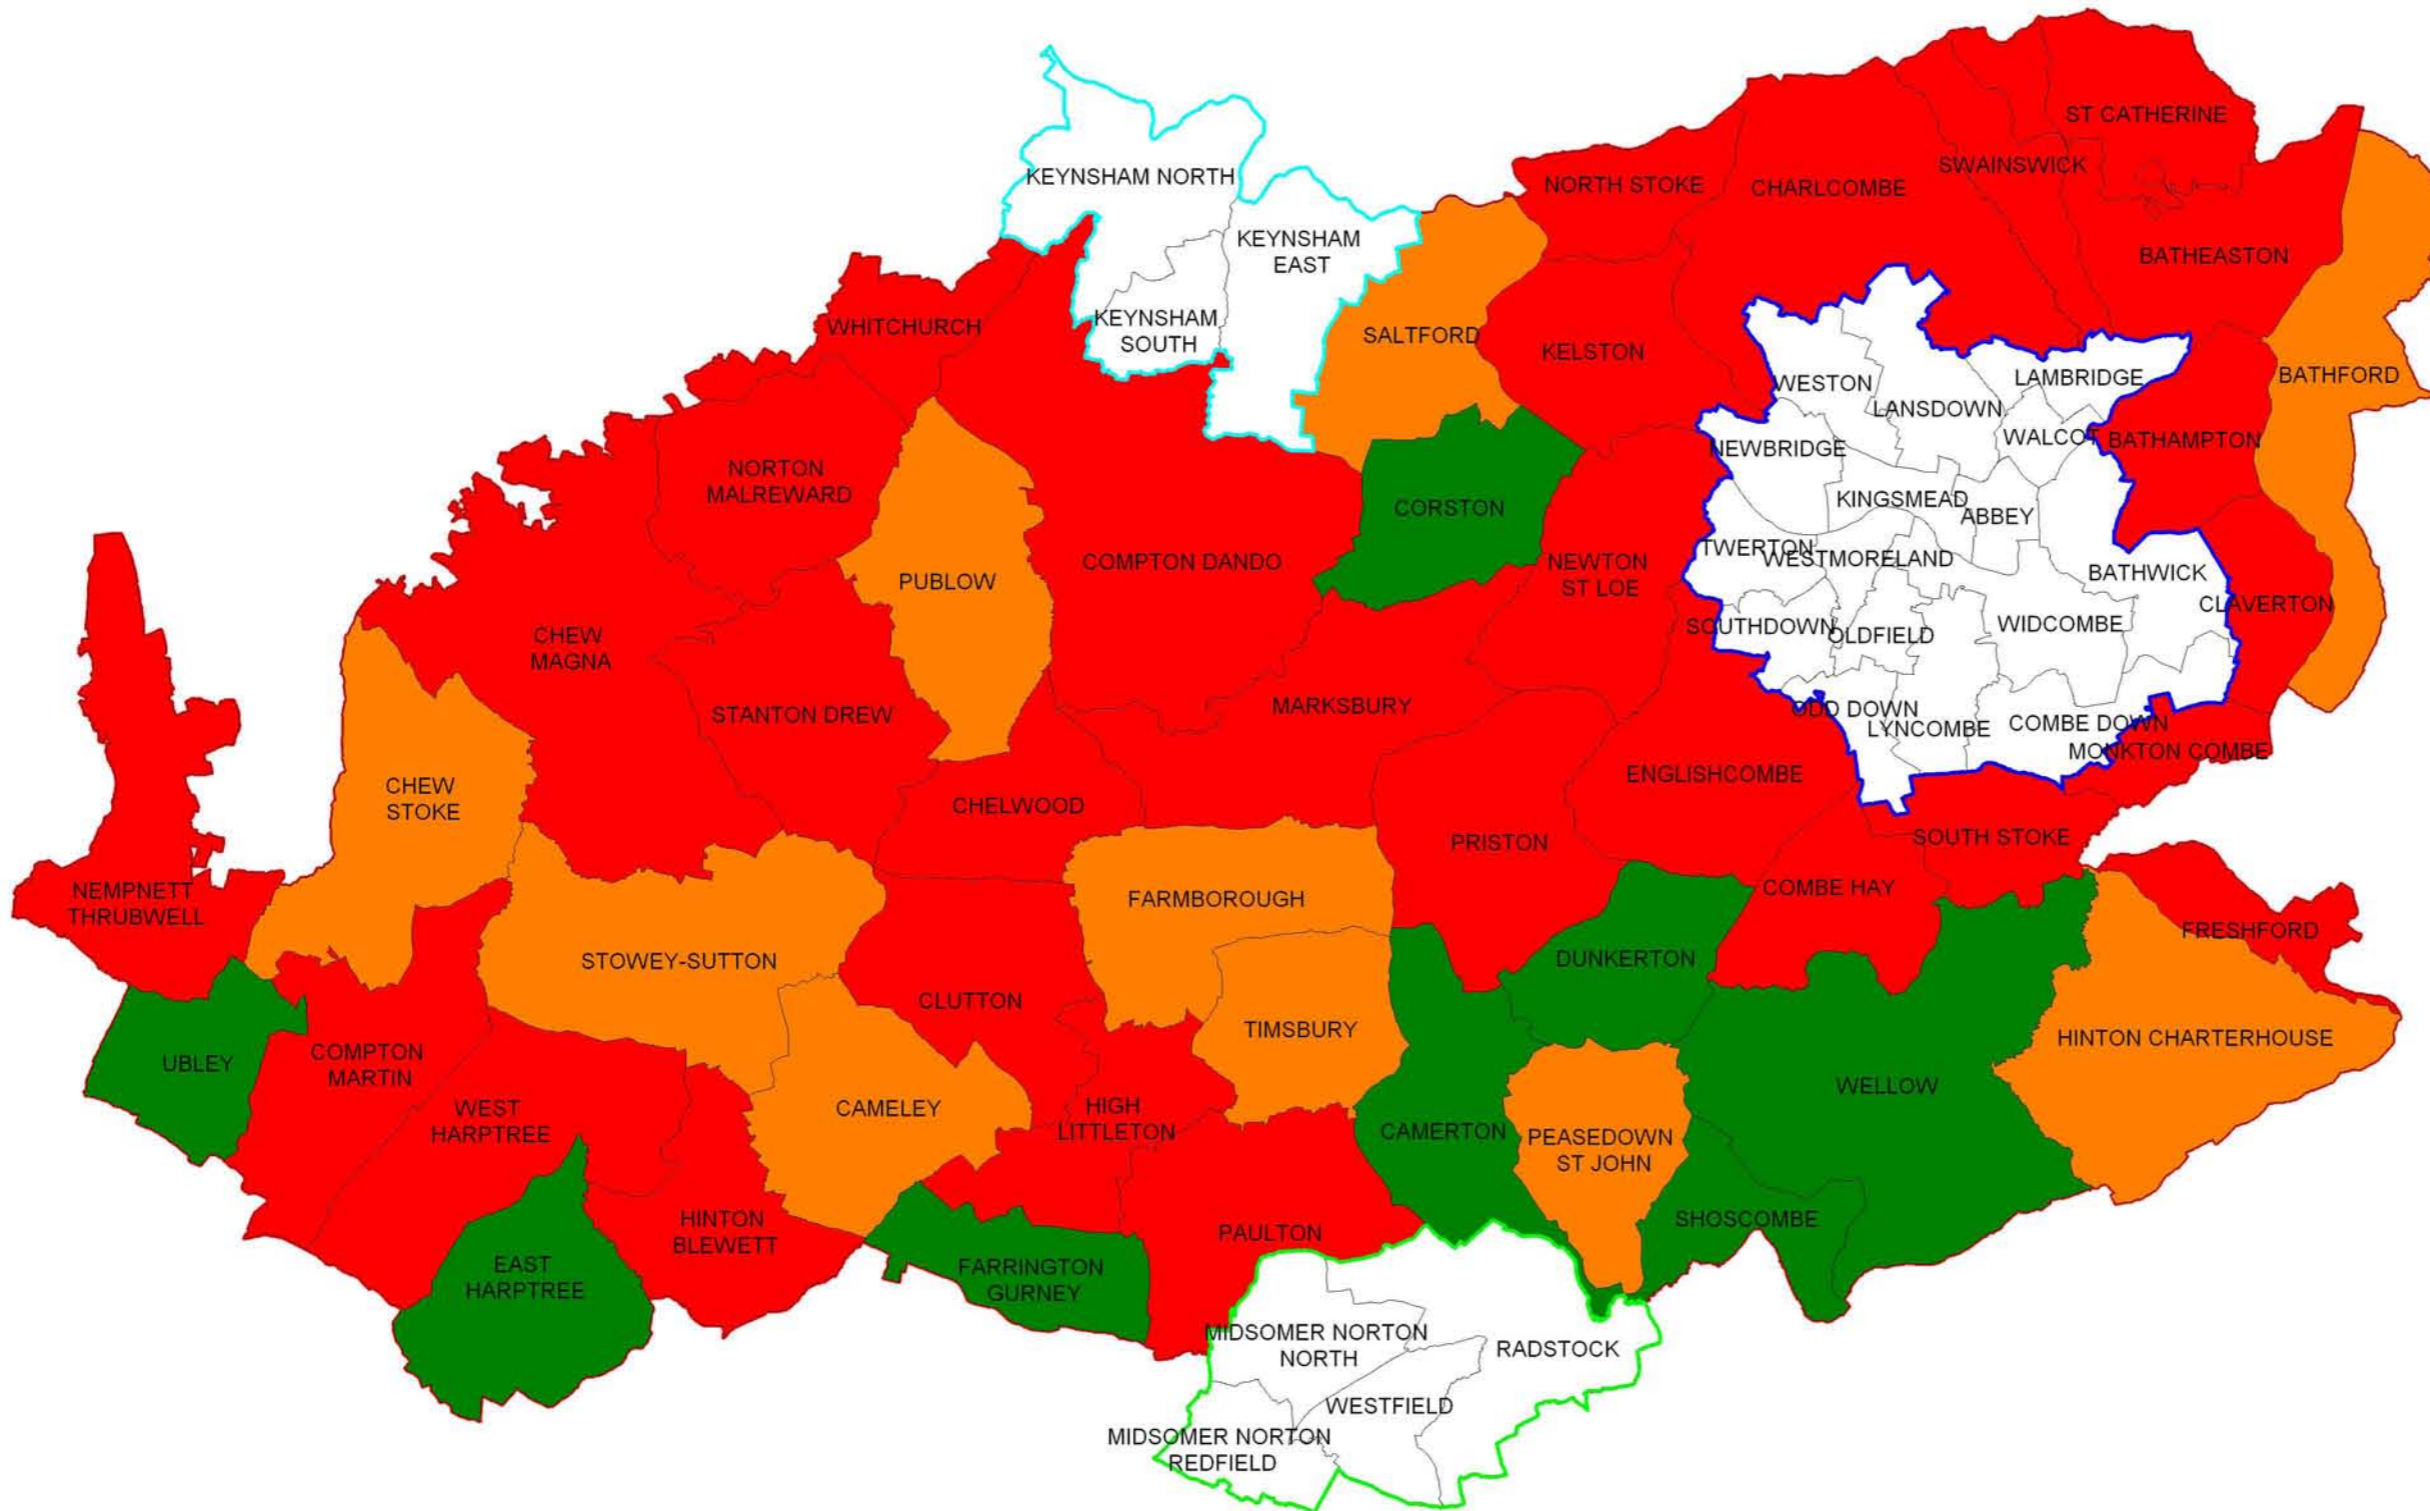 ST CATHERINE
SWAINSWICK
KEYNSHAM NORTH
NORTH STOKE
CHARLCOMBE
KEYNSHAM
EAST
BATHEASTON
WHITCHURCH
KEYNSHAM
SOUTH
SALTFORD
KELSTON
WESTON
LANSDOWN
LAMBRIDGE
BATHFORD
NEWBRIDGE
WALCOT
BATHAMPTON
NORTON
MALREWARD
CORSTON
KINGSMEAD
ABBEY
PUBLOW
COMPTON DANDO
NEWTON
ST LOE
TWERTON
WESTMORELAND
BATHWICK
CLAVERTON
CHEW
MAGNA
SOUTHDOWN
OLDFIELD
WIDCOMBE
STANTON DREW
MARKSBURY
ODD DOWN
LYNCOMBE
COMBE DOWN
MONKTON COMBE
CHEW
STOKE
CHELWOOD
ENGLISHCOMBE
PRISTON
SOUTH STOKE
NEMPNETT
THRUBWELL
FARMBOROUGH
COMBE HAY
FRESHFORD
STOWEY-SUTTON
CLUTTON
DUNKERTON
TIMSBURY
HINTON CHARTERHOUSE
UBLEY
COMPTON
MARTIN
WELLOW
WEST
HARPTREE
CAMELEY
HIGH
LITTLETON
CAMERTON
PEASEDOWN
ST JOHN
HINTON
BLEWETT
PAULTON
SHOSCOMBE
EAST
HARPTREE
FARRINGTON
GURNEY
MIDSOMER NORTON
NORTH
RADSTOCK
WESTFIELD
MIDSOMER NORTON
REDFIELD